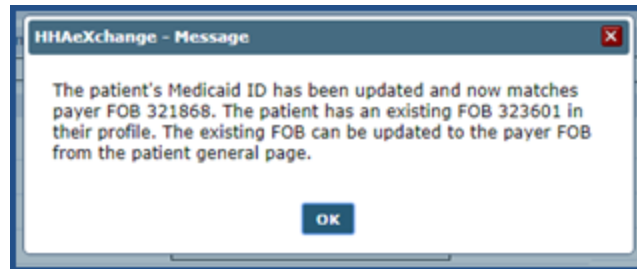 HHAeXchange - Message
The patient's Medicaid ID has been updated and now matches
payer FOB 321868. The patient has an existing FOB 323601 in
their profile. The existing FOB can be updated to the payer FOB
from the patient general page.
OK